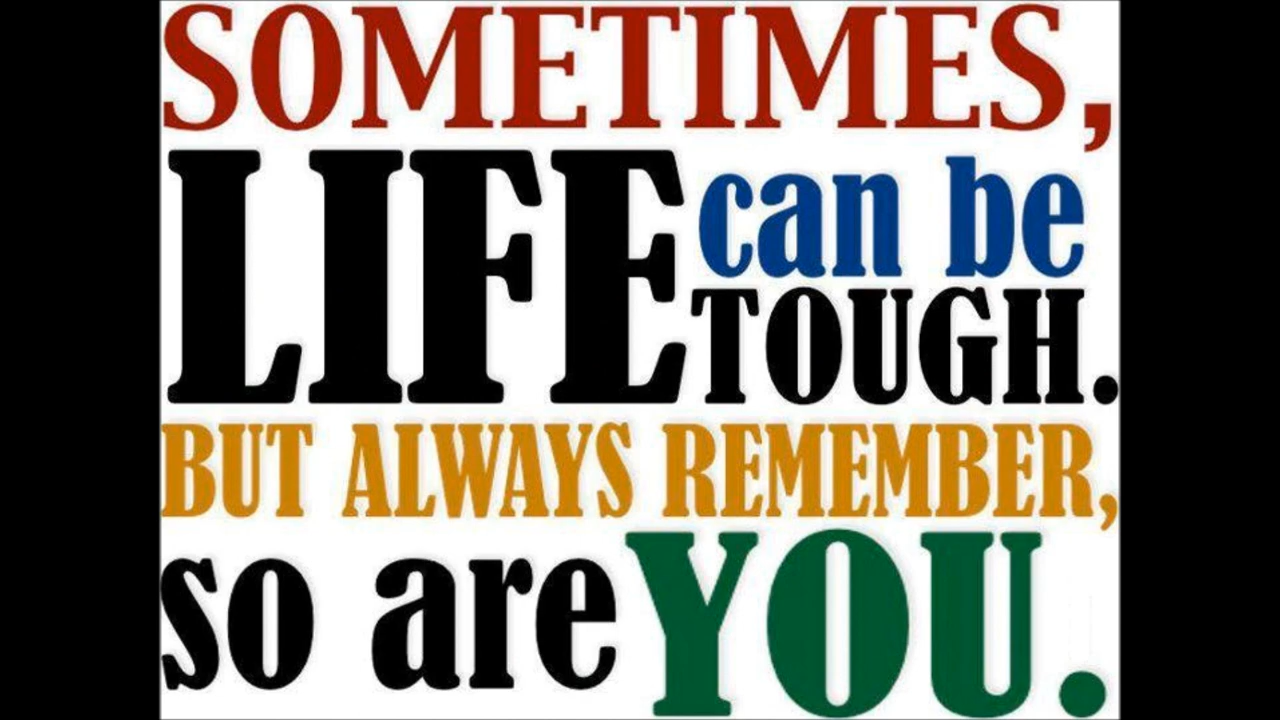 SOMETIMES,
LIFE can be
TOUGH.
BUT ALWAYS REMEMBER,
so are YOU.